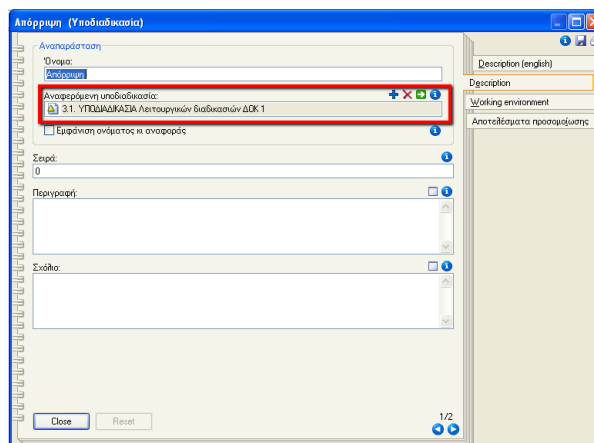 Απόρριψη (Υποδιαδικασία)
Αναπαράσταση
Όνομα:
Απόρριψη
Αναφερόμενη υποδιαδικασία:
3.1. ΥΠΟΔΙΑΔΙΚΑΣΙΑ Λειτουργικών διαδικασιών ΔΟΚ 1
Εμφάνιση ονόματος κι αναφοράς
Σειρά:
0
Περιγραφή:
Σχόλιο:
Close
Reset
1/2
Description (english)
Description
Working environment
Αποτελέσματα προσομοίωσης